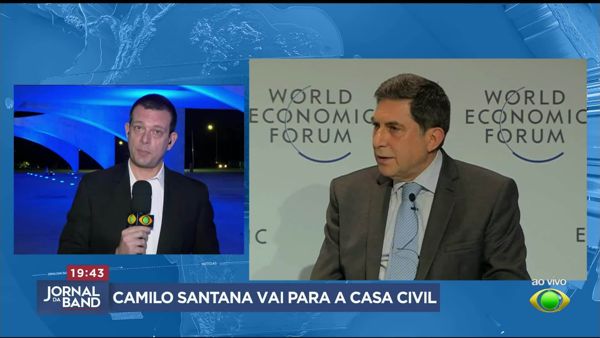 WORLD
ECONOMIC
FORUM
WORLD
ECONOMIC
FORUM
19:43
JORNAL
DA BAND
CAMILO SANTANA VAI PARA A CASA CIVIL
AO VIVO